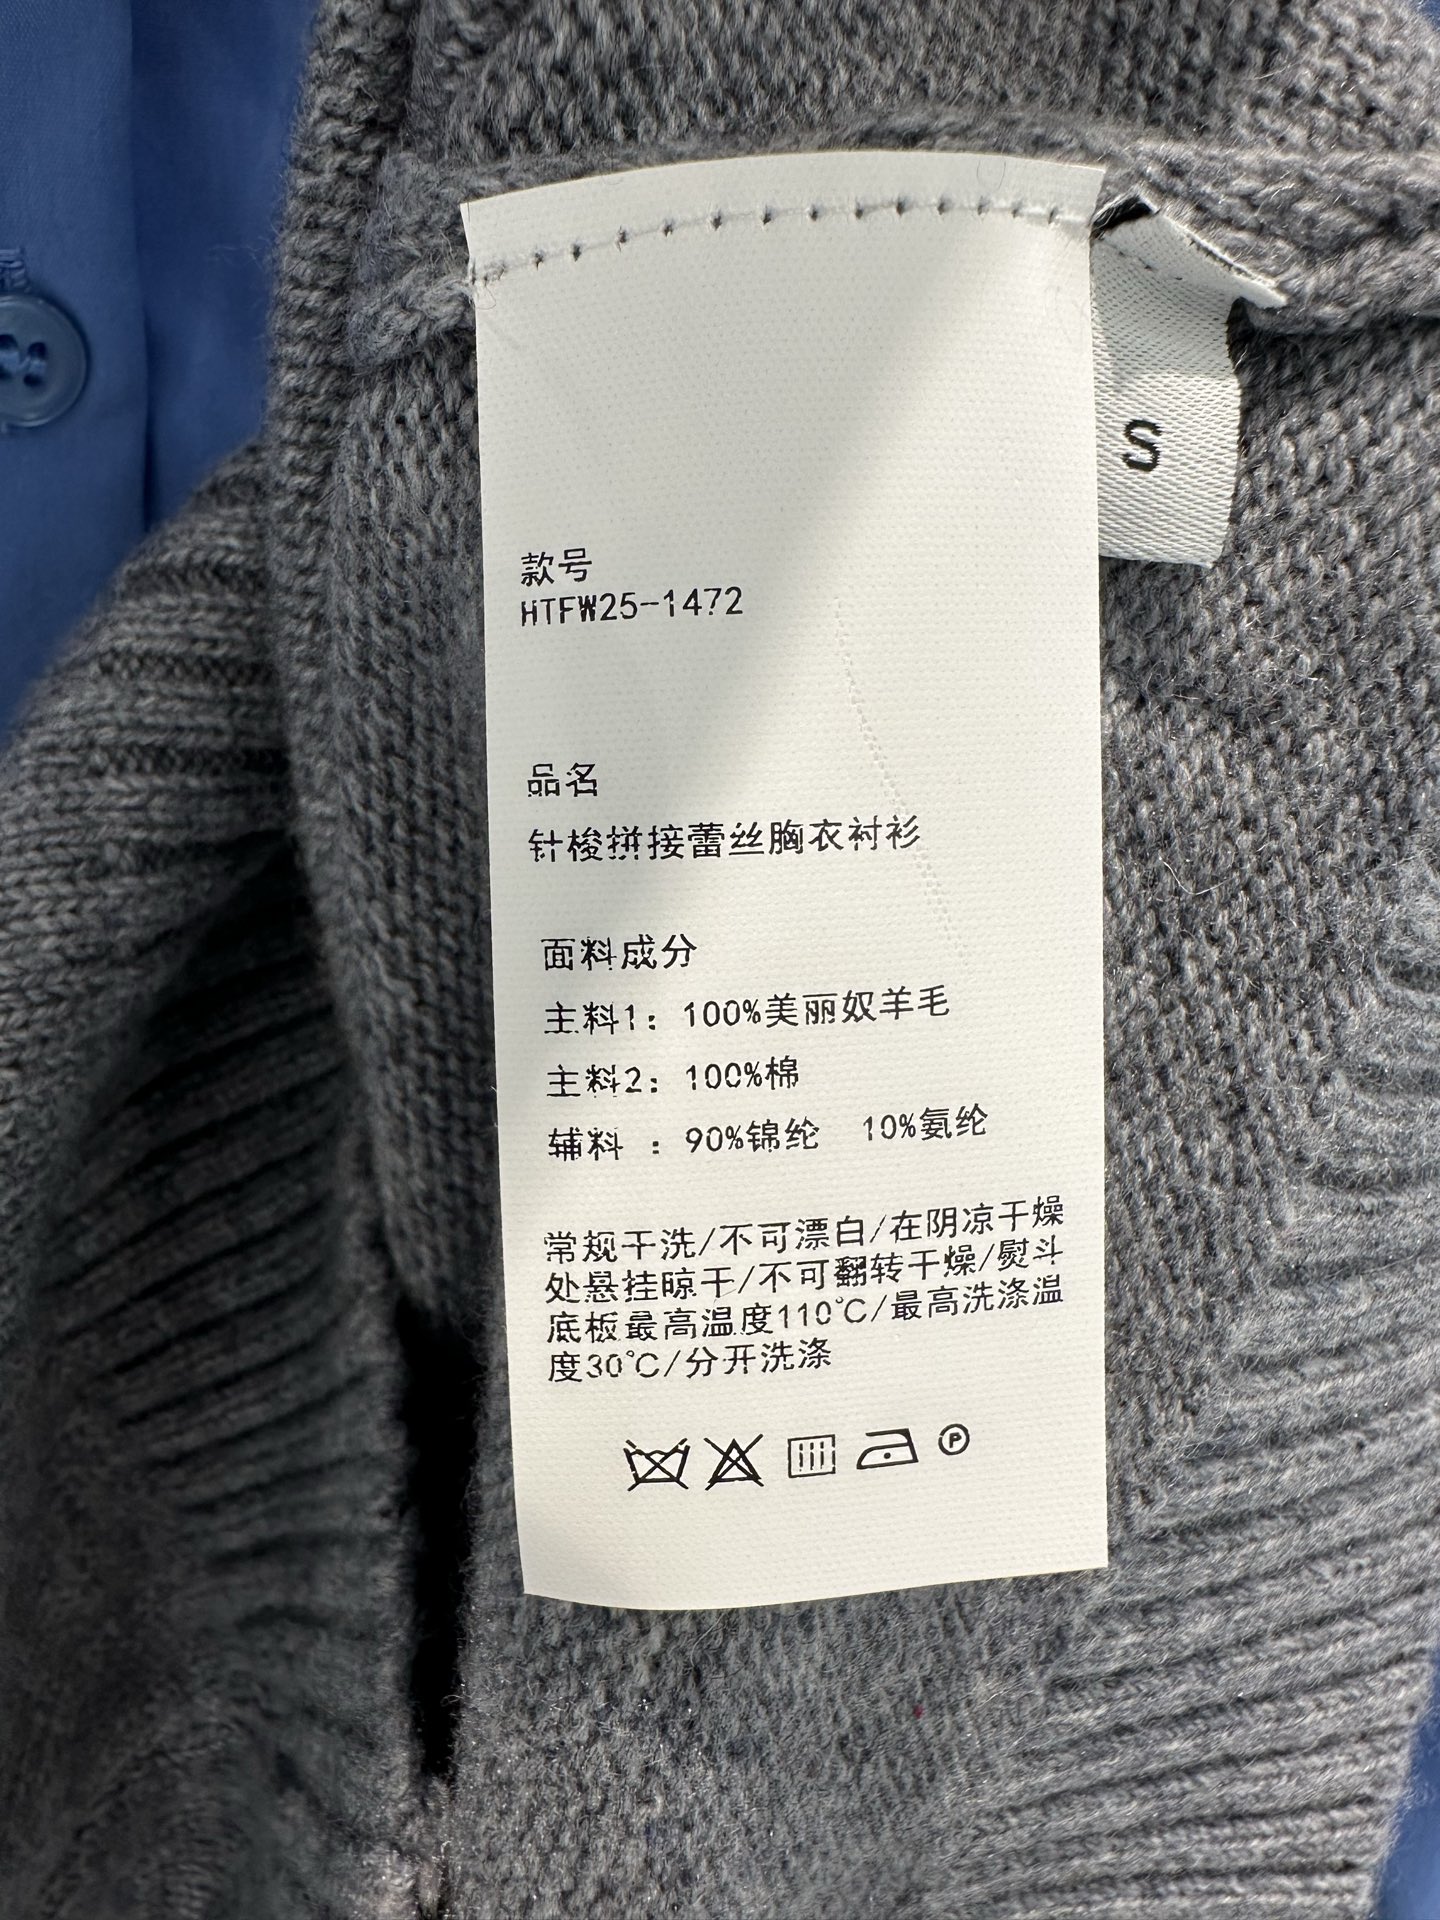 S
款号
HTFW25-1472
品名
针梭拼接蕾丝胸衣衬衫
面料成分
主料1: 100%美丽奴羊毛
主料2: 100%棉
辅料 : 90%锦纶 10%氨纶
常规干洗/不可漂白/在阴凉干燥
处悬挂晾干/不可翻转干燥/熨斗
底板最高温度110℃/最高洗涤温
度30℃/分开洗涤
P